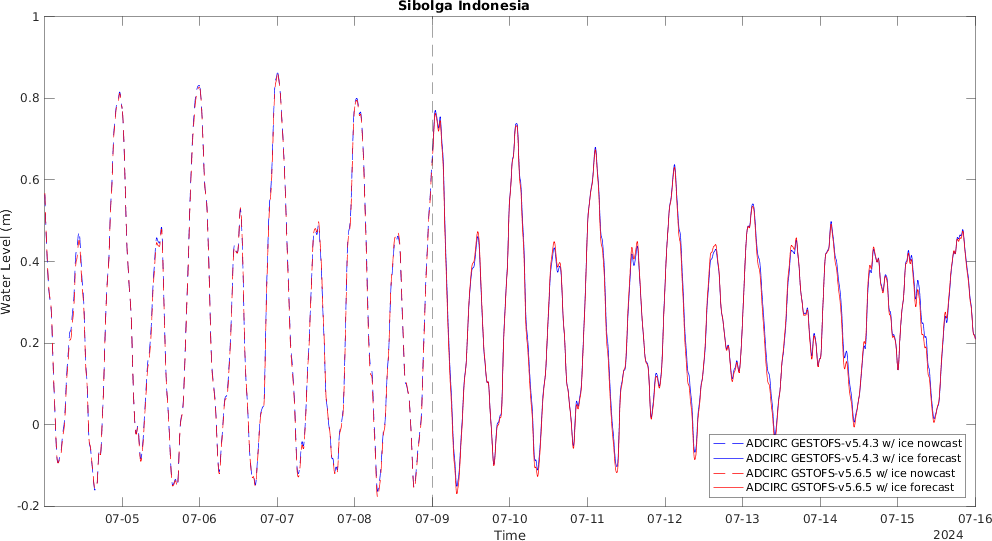 Sibolga Indonesia
1
0.8
0.6
0.4
0.2
0
-0.2
Water Level (m)
07-05 07-06 07-07 07-08 07-09 07-10 07-11 07-12 07-13 07-14 07-15 07-16
Time
2024
ADCIRC GESTOFS-v5.4.3 w/ ice nowcast
ADCIRC GESTOFS-v5.4.3 w/ ice forecast
ADCIRC GSTOFS-v5.6.5 w/ ice nowcast
ADCIRC GSTOFS-v5.6.5 w/ ice forecast